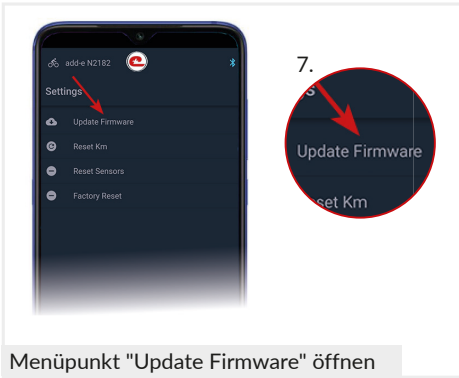 add-e N2182
Settings
Update Firmware
Reset Km
Reset Sensors
Factory Reset
7.
s
Update Firmware
set Km
Menüpunkt "Update Firmware" öffnen